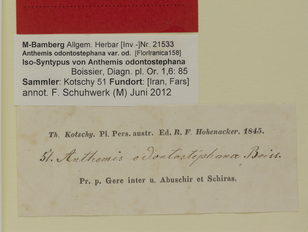 M-Bamberg Allgem. Herbar [Inv.-]Nr. 21533
Anthemis odontostephana var. od. [FlorIranica158]
Iso-Syntypus von Anthemis odontostephana
Boissier, Diagn. pl. Or. 1,6: 85
Sammler: Kotschy 51 Fundort: [Iran, Fars]
annot. F. Schuhwerk (M) Juni 2012
Th. Kotschy. Pl. Pers. austr. Ed. R. F. Hohenacker. 1845.
51. Anthemis odontostephana Boiss.
Pr. p. Gere inter u. Abuschir et Schiras.